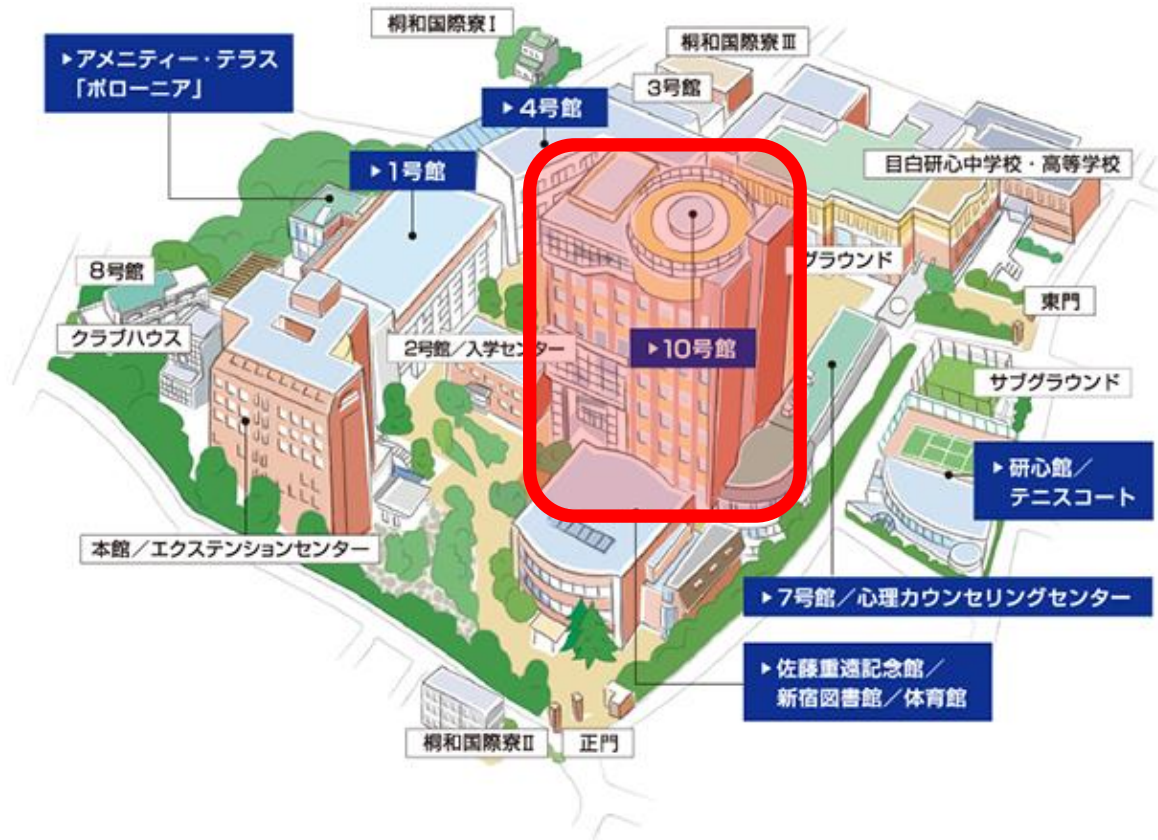 桐和国際寮Ⅰ
▶アメニティー・テラス
「ポローニア」
桐和国際寮Ⅲ
3号館
▶4号館
▶1号館
目白研心中学校・高等学校
8号館
グラウンド
東門
クラブハウス
2号館／入学センター
▶10号館
サブグラウンド
▶研心館／
テニスコート
本館／エクステンションセンター
▶7号館／心理カウンセリングセンター
▶佐藤重遠記念館／
新宿図書館／体育館
桐和国際寮Ⅱ
正門